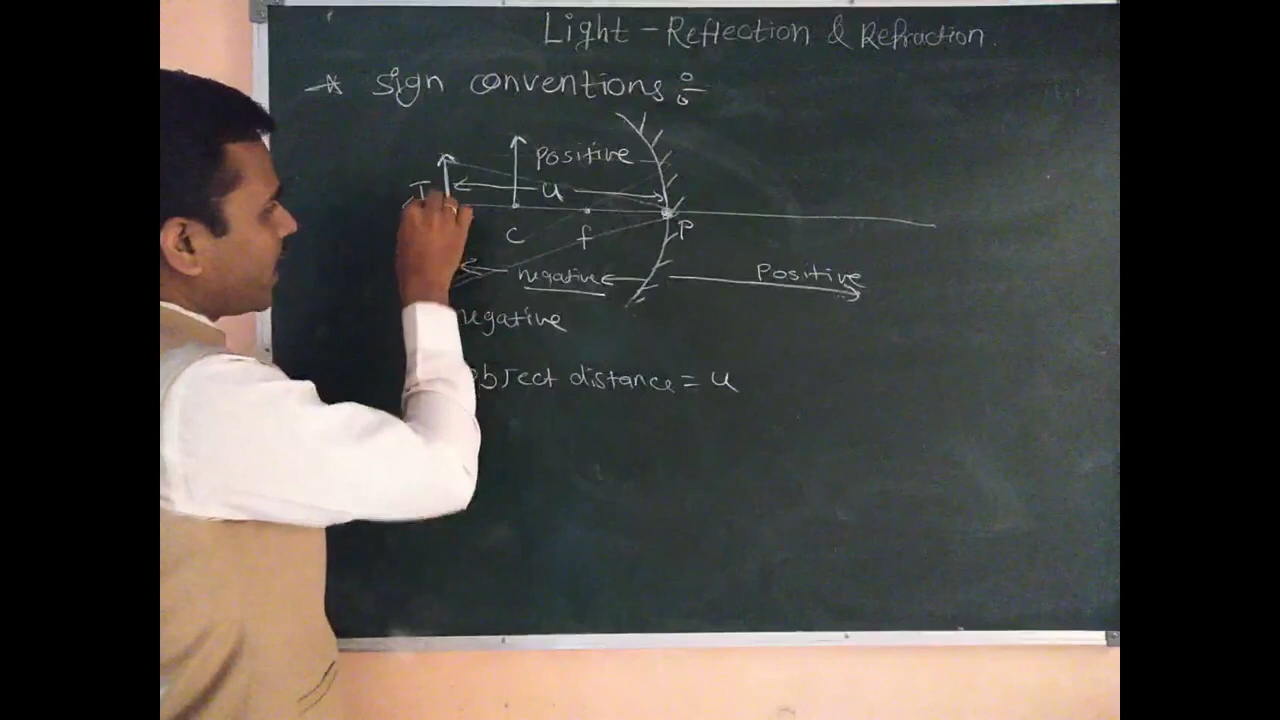 Light - Reflection & Refraction.
* Sign conventions :-
Positive
I
u
C
f
P
negative
Positive
negative
object distance = u